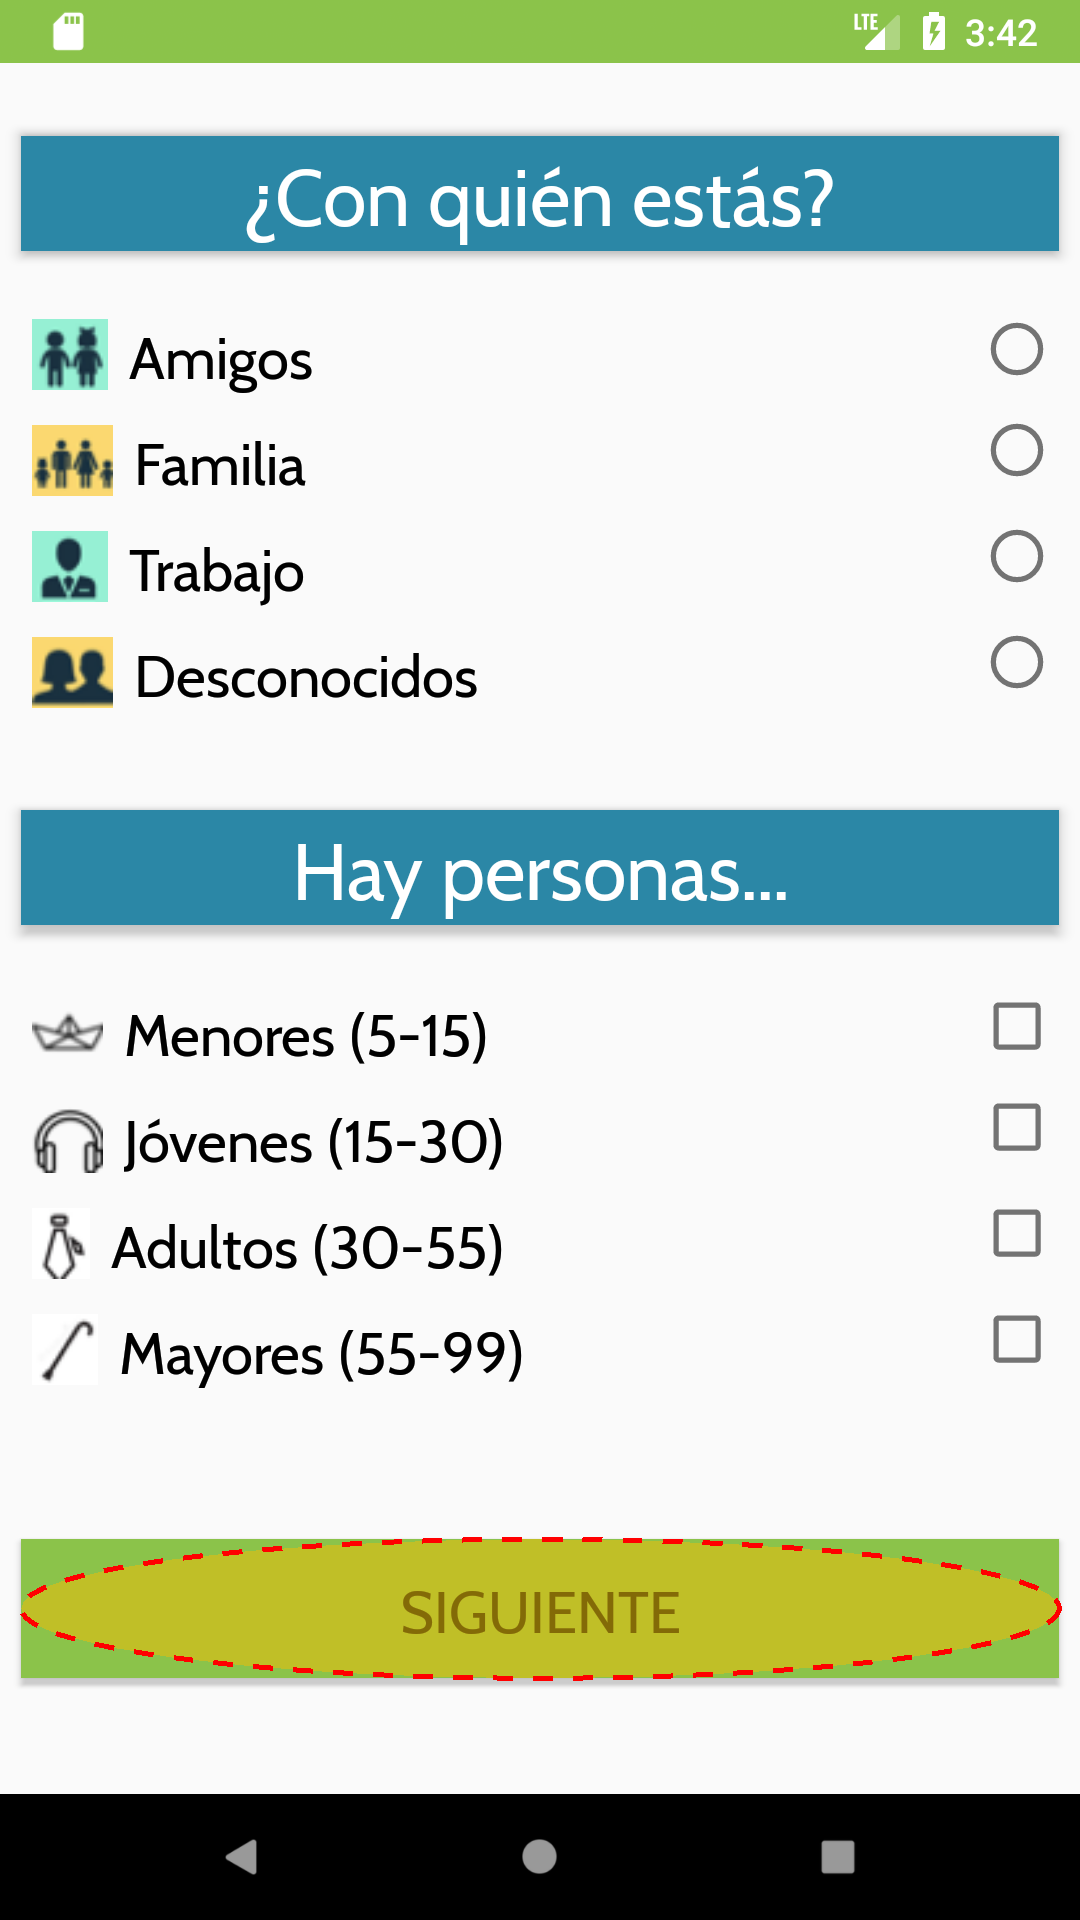 LTE 3:42
¿Con quién estás?
Amigos
Familia
Trabajo
Desconocidos
Hay personas...
Menores (5-15)
Jóvenes (15-30)
Adultos (30-55)
Mayores (55-99)
SIGUIENTE